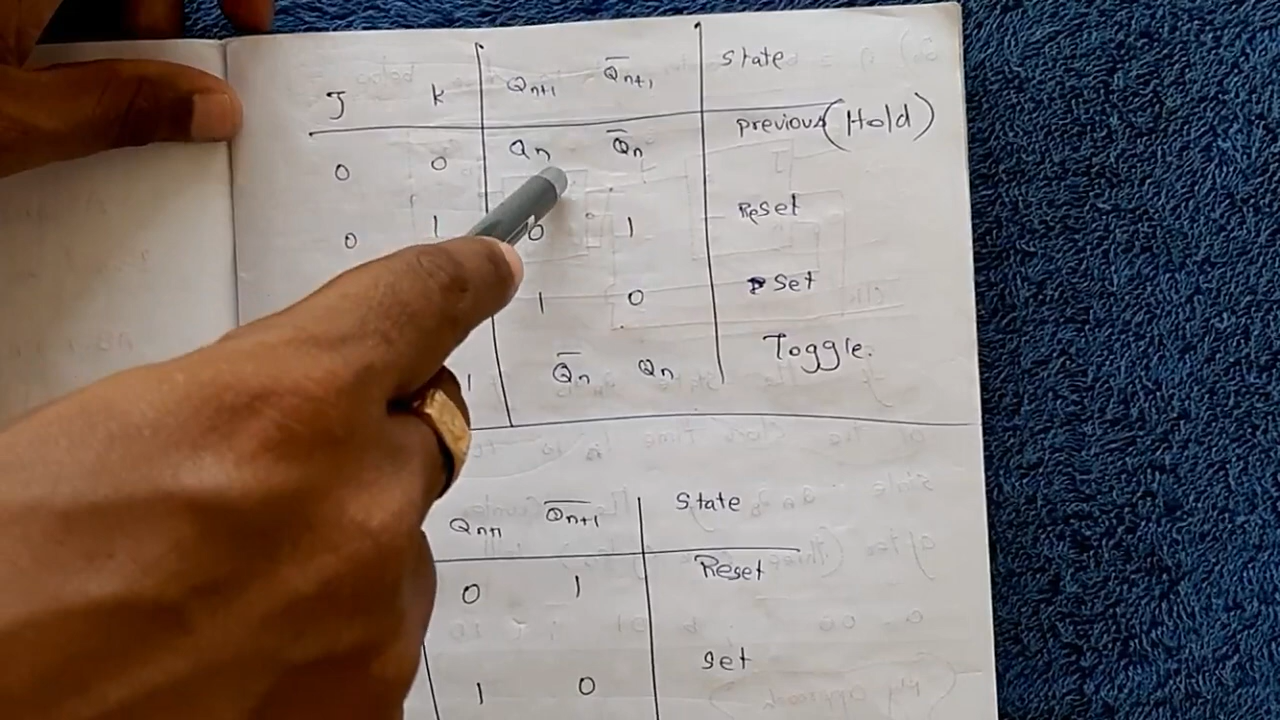 J K Qn+1 Q̅n+1 State
0 0 Qn Q̅n previous(Hold)
0 1 0 1 Reset
1 0 Set
1 Q̅n Qn Toggle.
Qn+1 Q̅n+1 State
0 1 Reset
1 0 Set